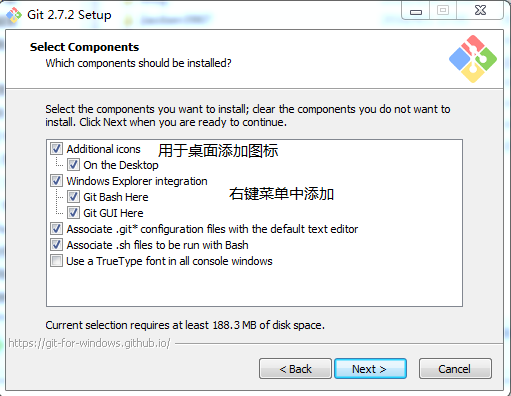 Git 2.7.2 Setup
Select Components
Which components should be installed?
Select the components you want to install; clear the components you do not want to
install. Click Next when you are ready to continue.
Additional icons 用于桌面添加图标
On the Desktop
Windows Explorer integration
Git Bash Here 右键菜单中添加
Git GUI Here
Associate .git* configuration files with the default text editor
Associate .sh files to be run with Bash
Use a TrueType font in all console windows
Current selection requires at least 188.3 MB of disk space.
https://git-for-windows.github.io/
< Back Next > Cancel